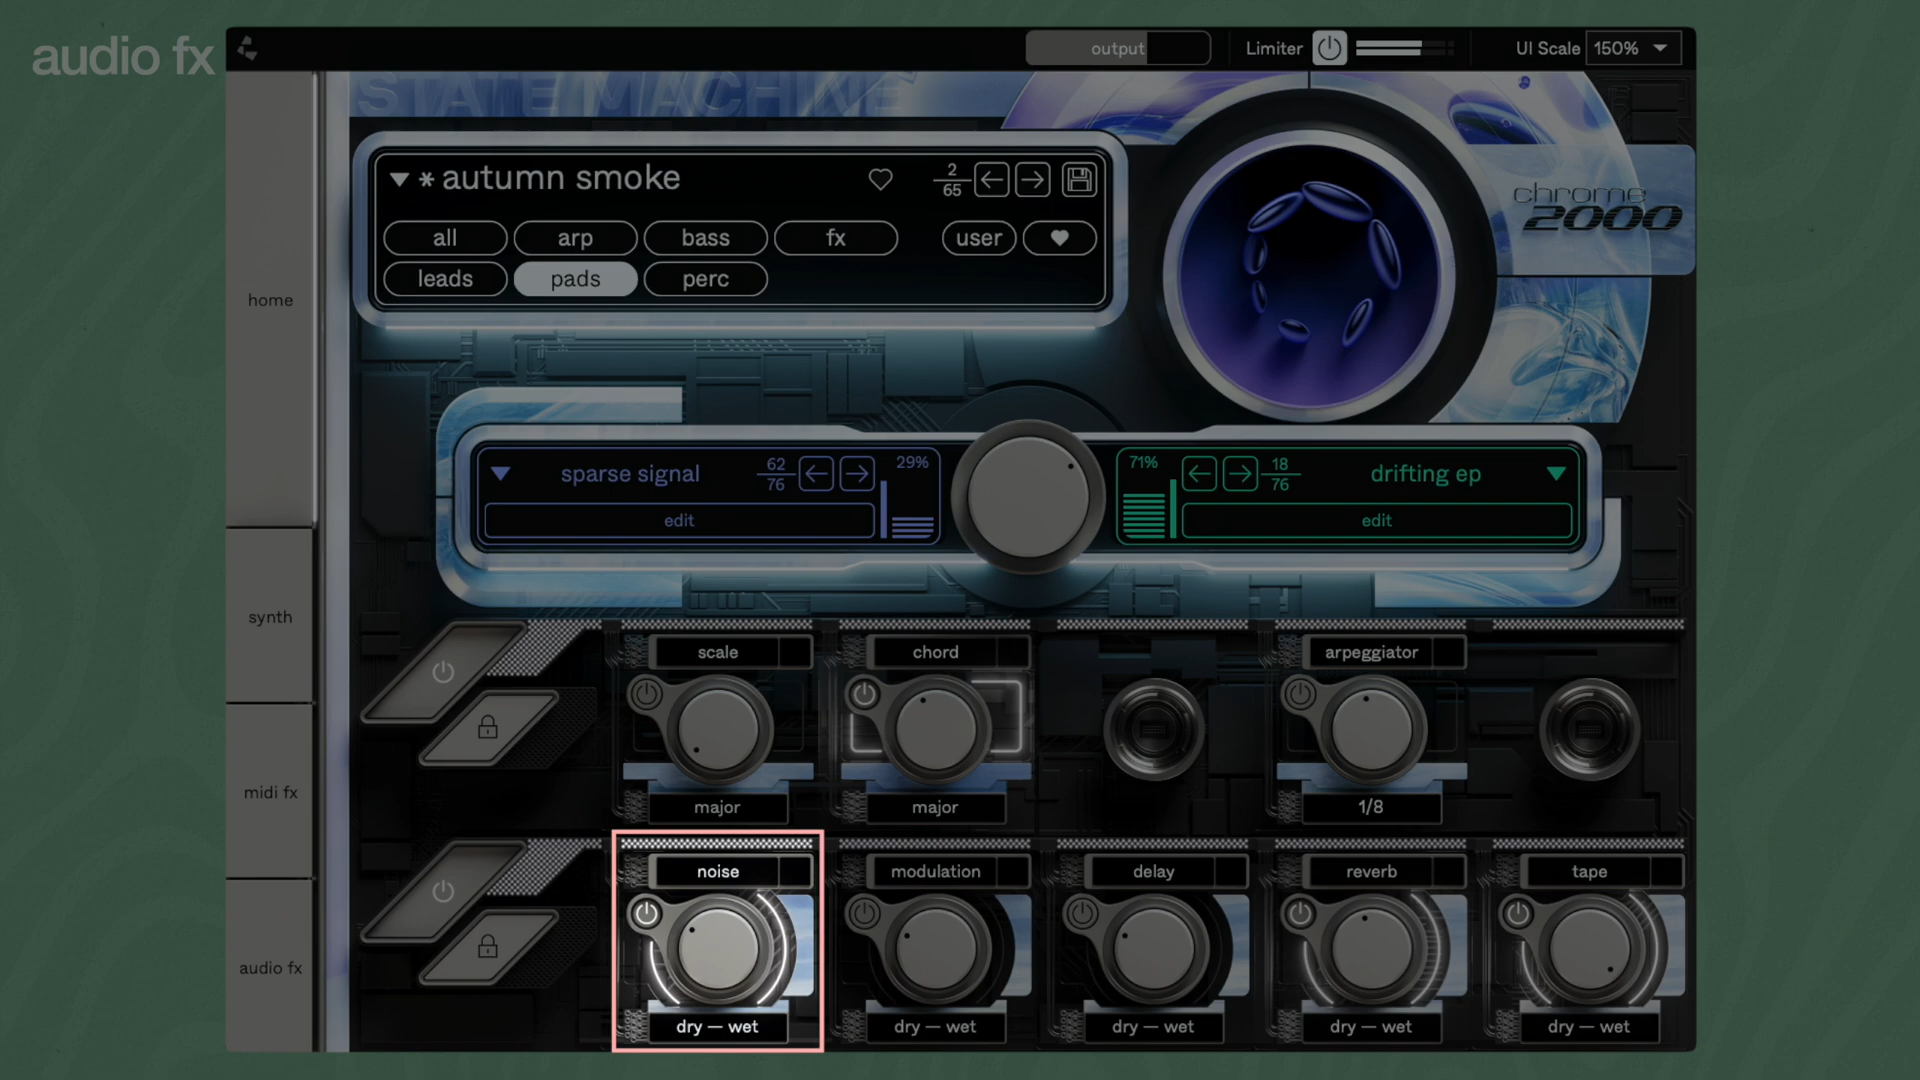 audio fx
output
Limiter
UI Scale
150%
STATE MACHINE
* autumn smoke
2
65
all
arp
bass
fx
user
leads
pads
perc
chrome
2000
home
synth
midi fx
audio fx
sparse signal
62
76
29%
edit
71%
18
76
drifting ep
edit
scale
chord
arpeggiator
major
major
1/8
noise
modulation
delay
reverb
tape
dry — wet
dry — wet
dry — wet
dry — wet
dry — wet